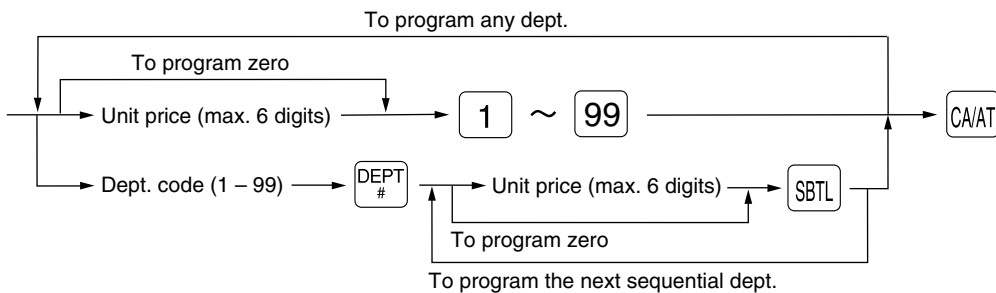 To program any dept.
To program zero
Unit price (max. 6 digits) 1 ～ 99 CA/AT
Dept. code (1 – 99) DEPT # Unit price (max. 6 digits) SBTL
To program zero
To program the next sequential dept.